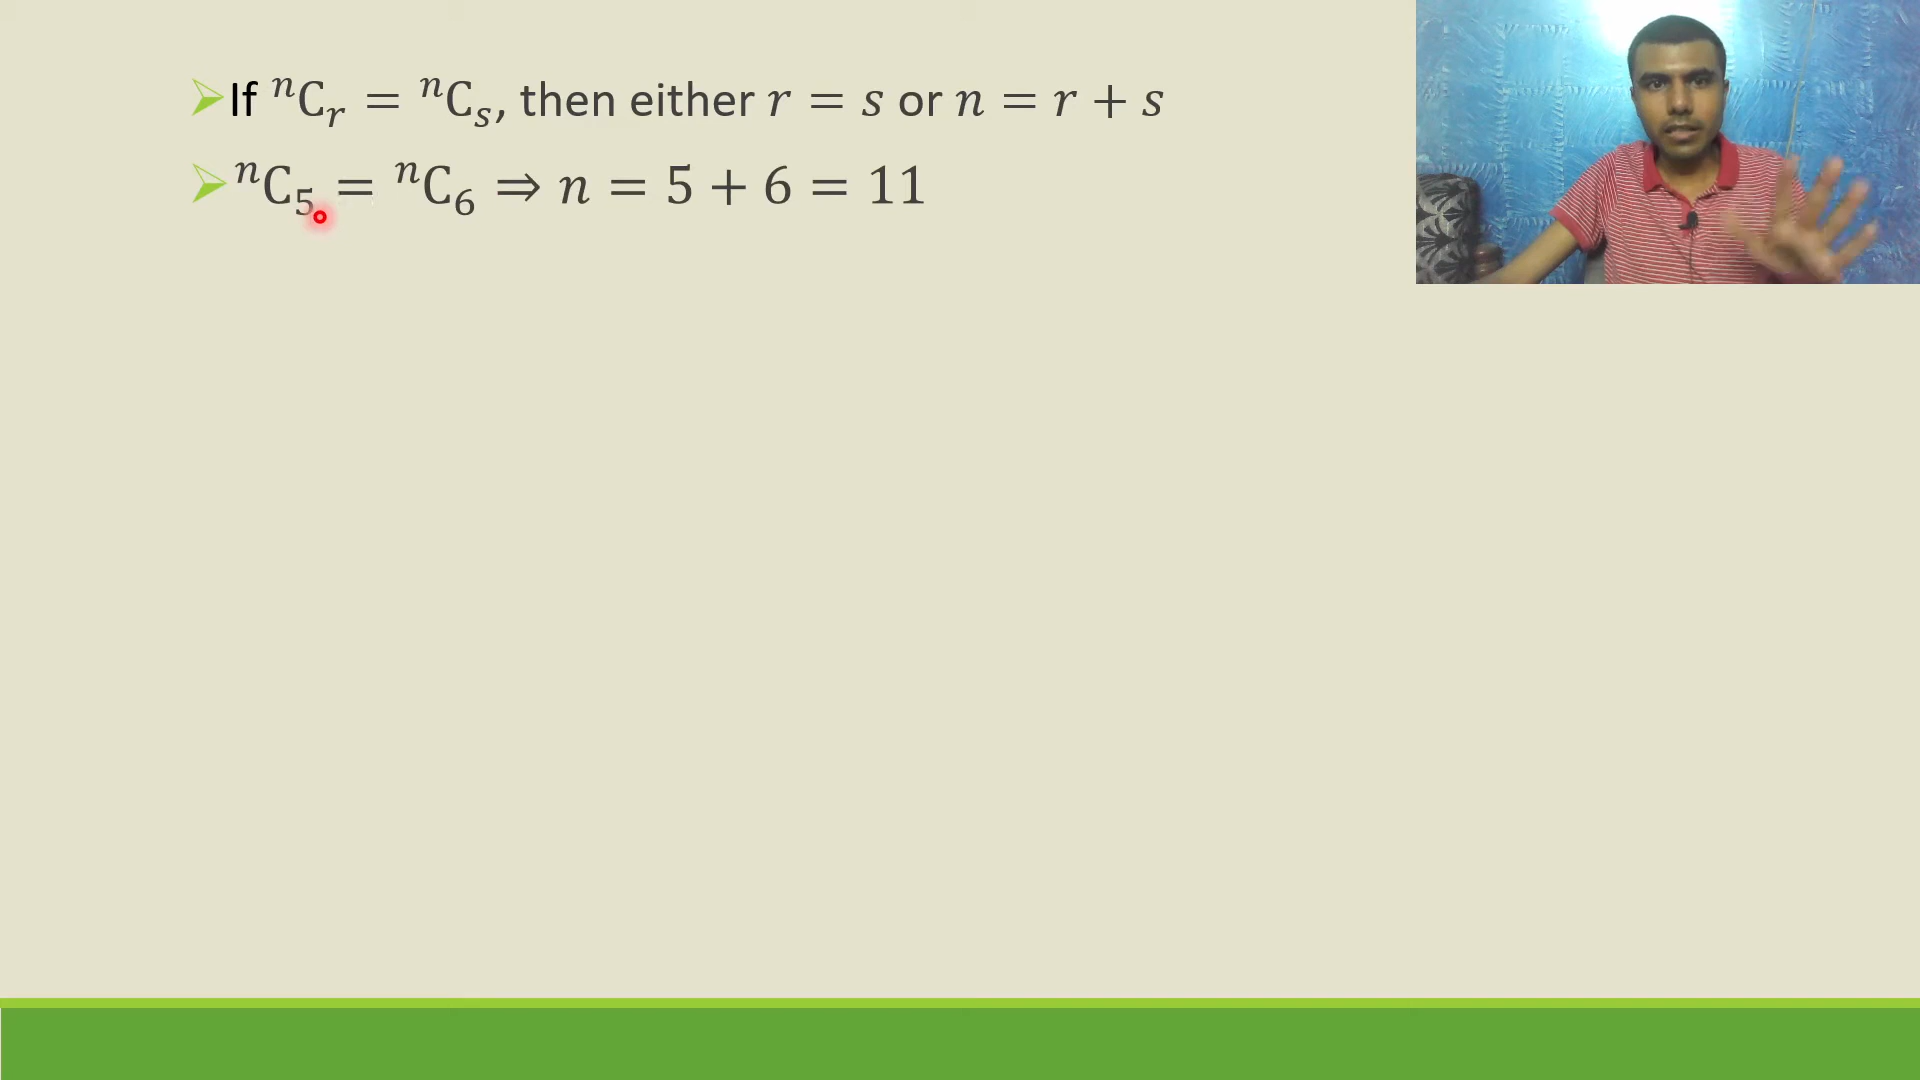 If ⁿCᵣ = ⁿCₛ, then either r = s or n = r + s
ⁿC₅ = ⁿC₆ ⇒ n = 5 + 6 = 11